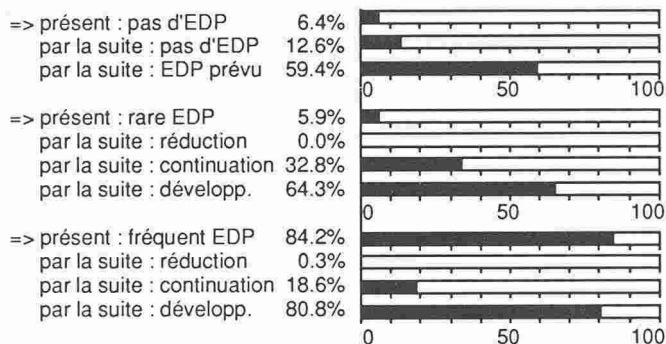 => présent : pas d'EDP 6.4%
par la suite : pas d'EDP 12.6%
par la suite : EDP prévu 59.4%
0 50 100
=> présent : rare EDP 5.9%
par la suite : réduction 0.0%
par la suite : continuation 32.8%
par la suite : développ. 64.3%
0 50 100
=> présent : fréquent EDP 84.2%
par la suite : réduction 0.3%
par la suite : continuation 18.6%
par la suite : développ. 80.8%
0 50 100